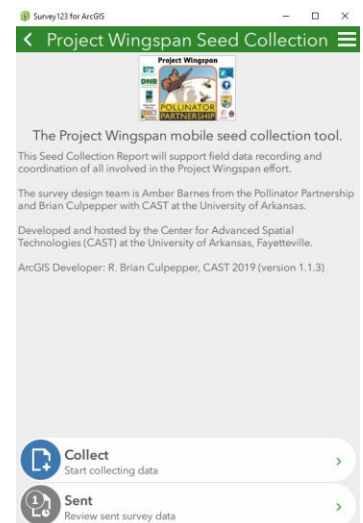 Survey123 for ArcGIS
Project Wingspan Seed Collection
Project Wingspan
DNR
POLLINATOR
PARTNERSHIP
The Project Wingspan mobile seed collection tool.
This Seed Collection Report will support field data recording and
coordination of all involved in the Project Wingspan effort.
The survey design team is Amber Barnes from the Pollinator Partnership
and Brian Culpepper with CAST at the University of Arkansas.
Developed and hosted by the Center for Advanced Spatial
Technologies (CAST) at the University of Arkansas, Fayetteville.
ArcGIS Developer: R. Brian Culpepper, CAST 2019 (version 1.1.3)
Collect
Start collecting data
1
Sent
Review sent survey data